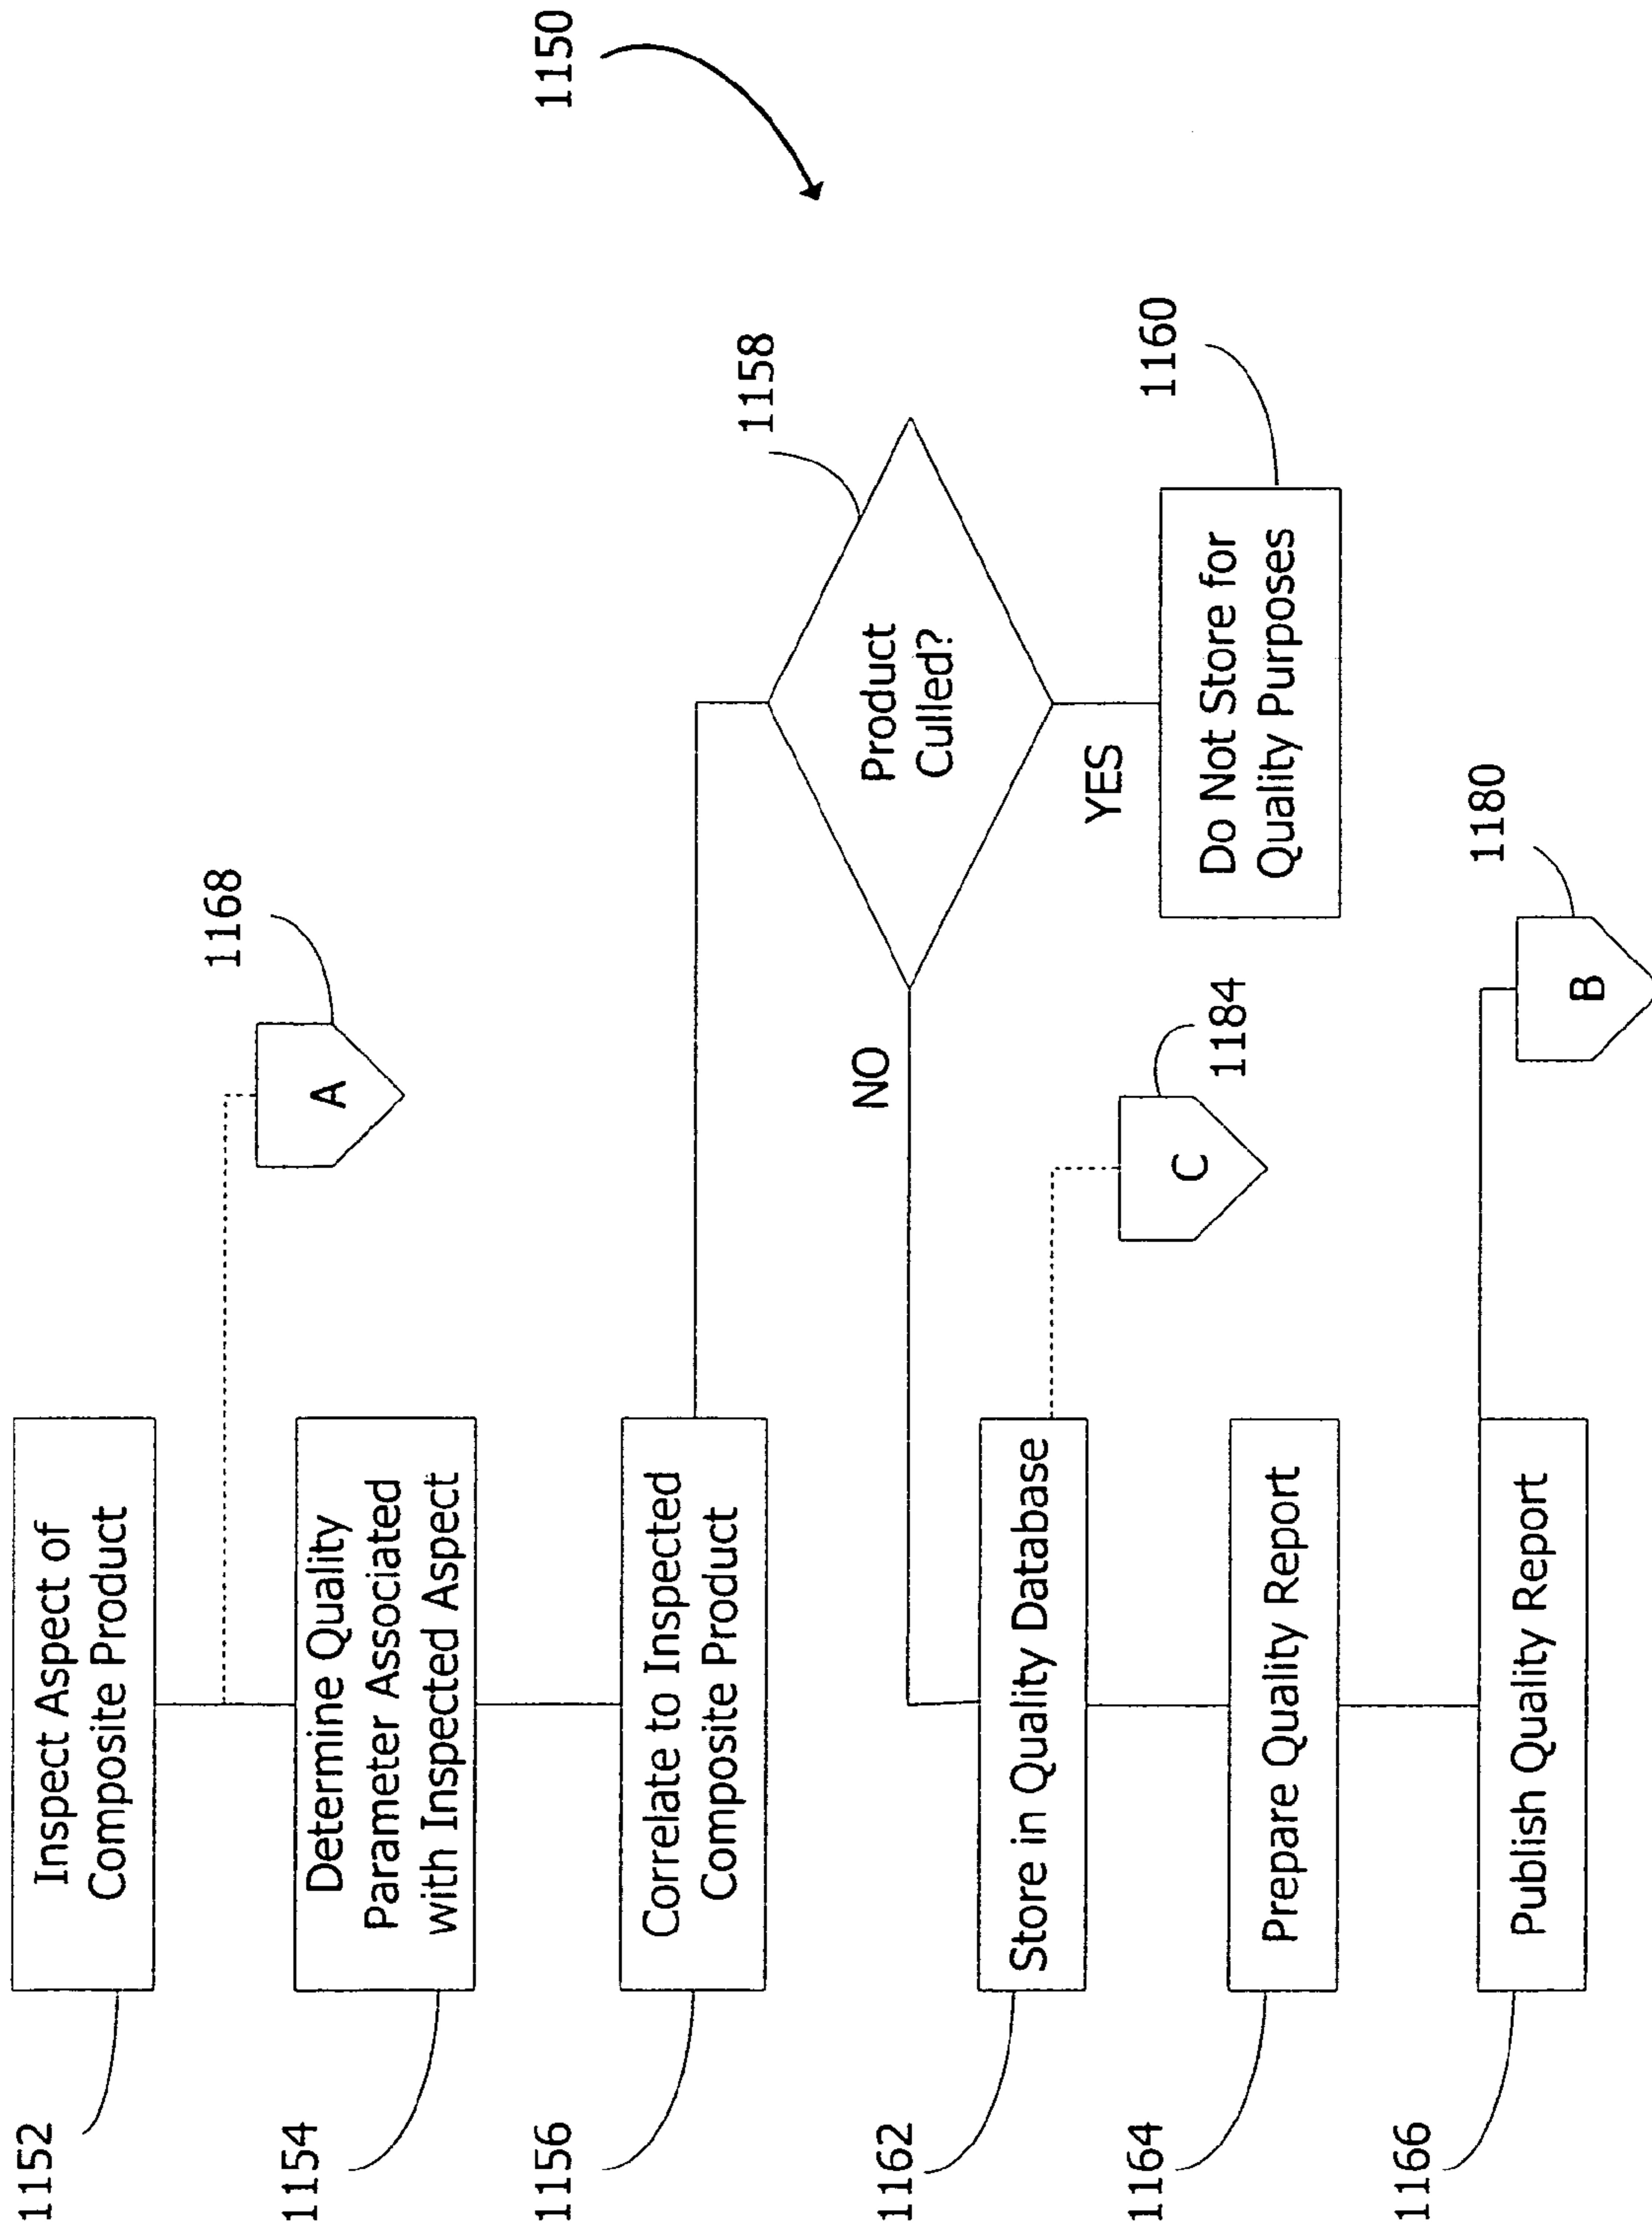 1150
1152
Inspect Aspect of
Composite Product
1168
A
1154
Determine Quality
Parameter Associated
with Inspected Aspect
1156
Correlate to Inspected
Composite Product
1158
Product
Culled?
NO
YES
1160
Do Not Store for
Quality Purposes
1162
Store in Quality Database
1184
C
1164
Prepare Quality Report
1166
Publish Quality Report
1180
B